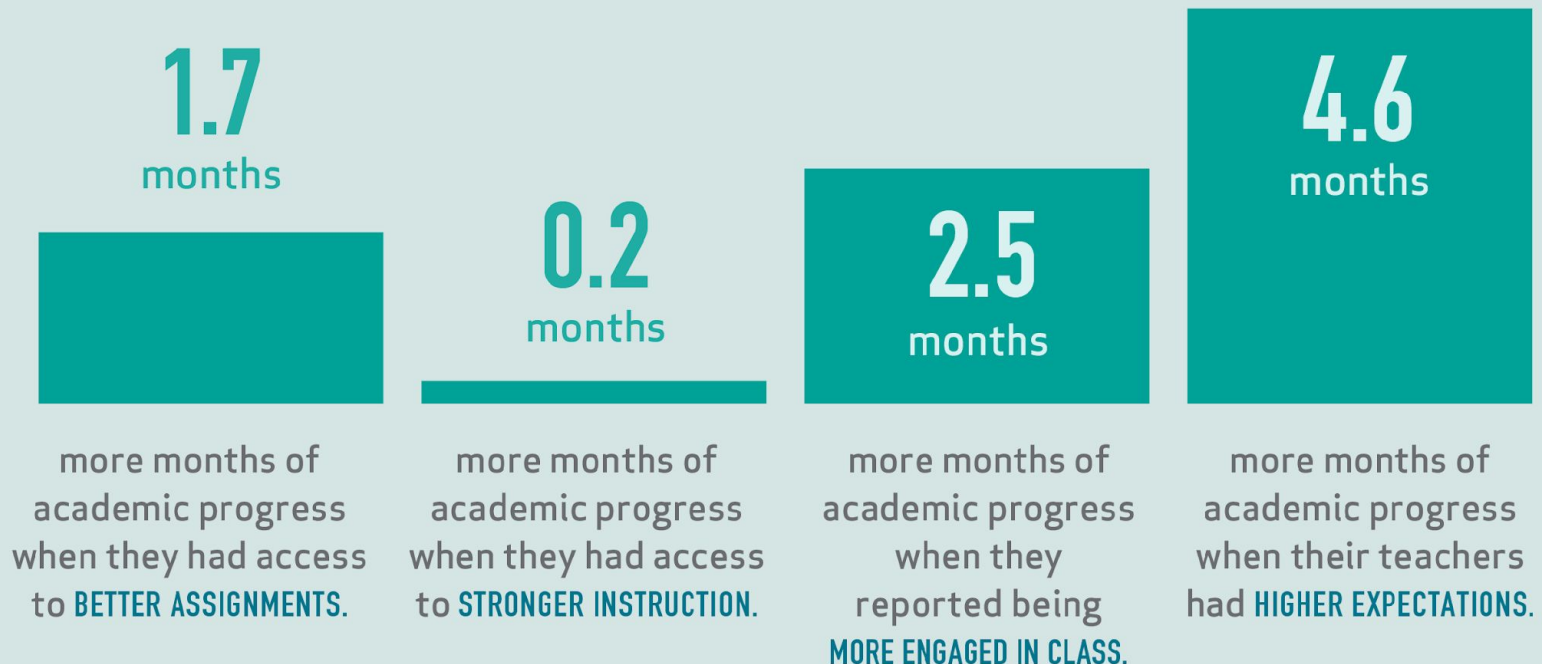 1.7
months
more months of
academic progress
when they had access
to BETTER ASSIGNMENTS.
0.2
months
more months of
academic progress
when they had access
to STRONGER INSTRUCTION.
2.5
months
more months of
academic progress
when they
reported being
MORE ENGAGED IN CLASS.
4.6
months
more months of
academic progress
when their teachers
had HIGHER EXPECTATIONS.